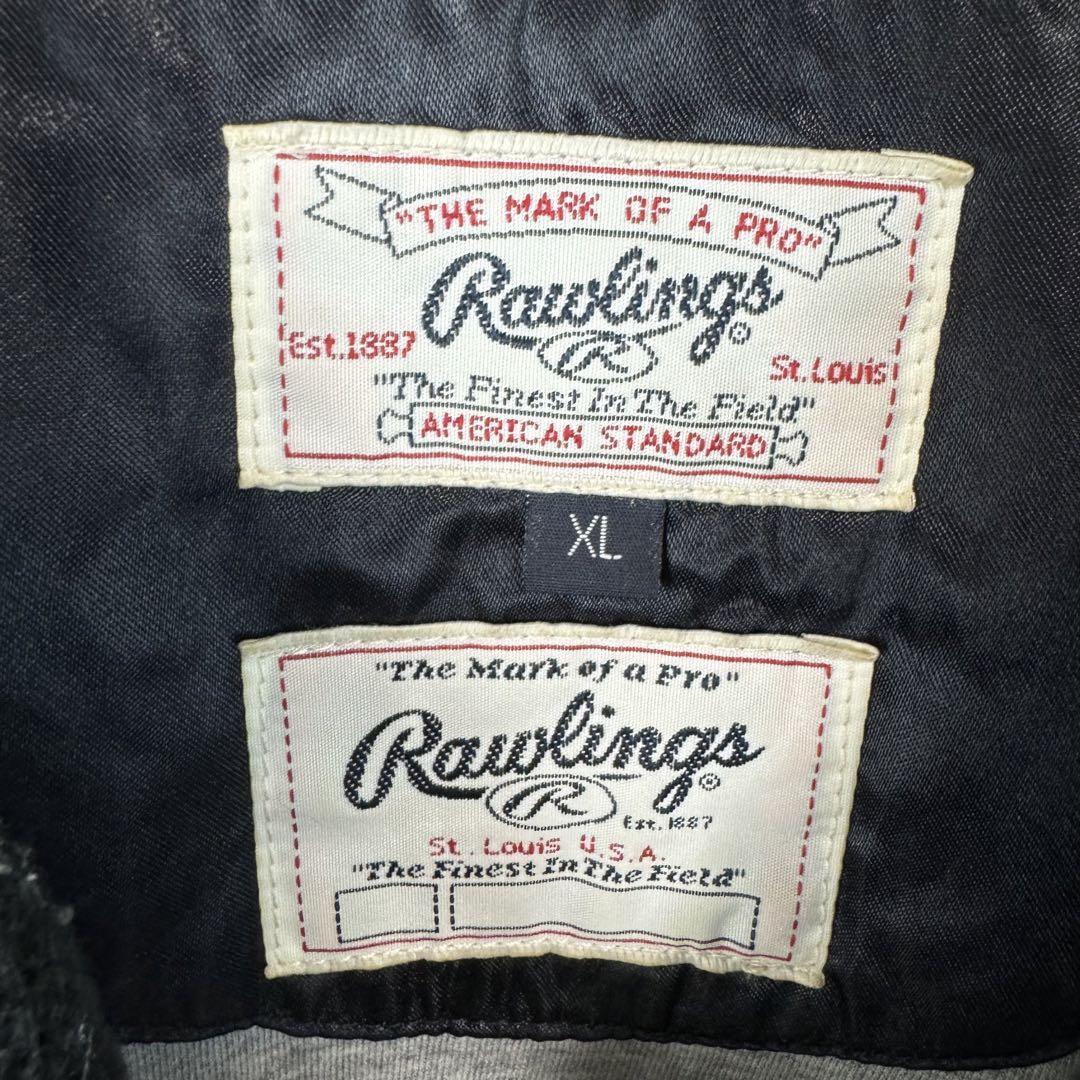 "THE MARK OF A PRO"
Rawlings®
R
Est.1887
St.Louis
"The Finest In The Field"
AMERICAN STANDARD
XL
"The Mark of a Pro"
Rawlings®
R
Est. 1887
St. Louis U.S.A.
"The Finest In The Field"